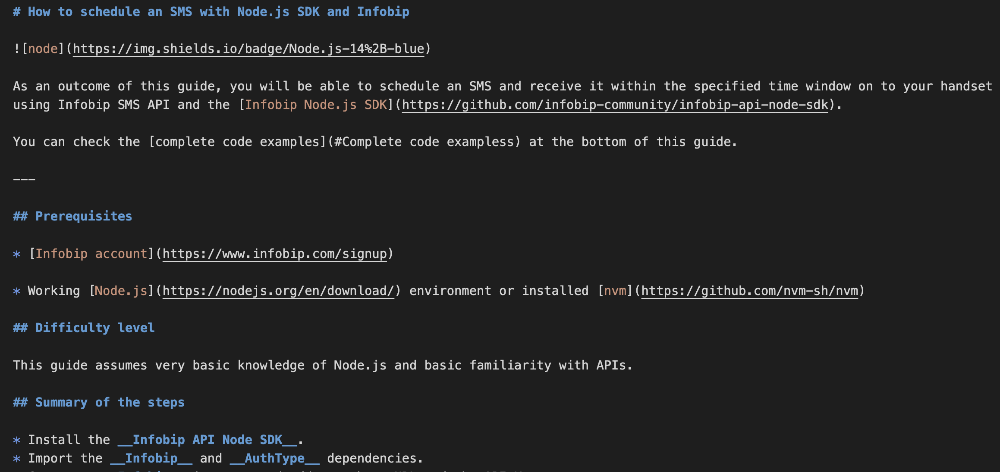 # How to schedule an SMS with Node.js SDK and Infobip
![node](https://img.shields.io/badge/Node.js-14%2B-blue)
As an outcome of this guide, you will be able to schedule an SMS and receive it within the specified time window on to your handset
using Infobip SMS API and the [Infobip Node.js SDK](https://github.com/infobip-community/infobip-api-node-sdk).
You can check the [complete code examples](#Complete code exampless) at the bottom of this guide.
---
## Prerequisites
* [Infobip account](https://www.infobip.com/signup)
* Working [Node.js](https://nodejs.org/en/download/) environment or installed [nvm](https://github.com/nvm-sh/nvm)
## Difficulty level
This guide assumes very basic knowledge of Node.js and basic familiarity with APIs.
## Summary of the steps
* Install the __Infobip API Node SDK__.
* Import the __Infobip__ and __AuthType__ dependencies.